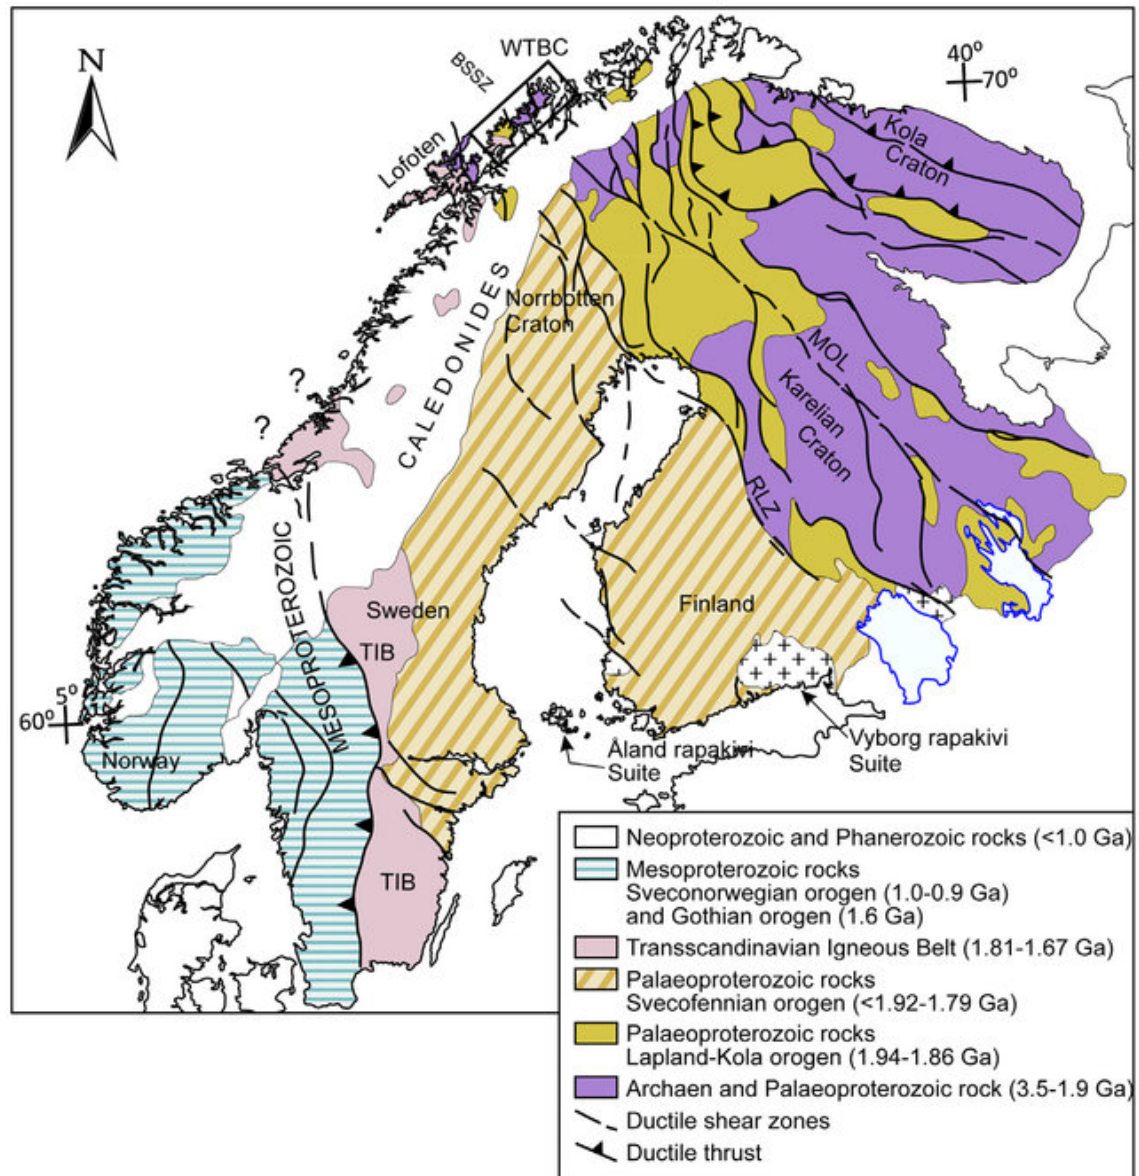 N
WTBC
BSSZ
40°
70°
Lofoten
Kola
Craton
CALEDONIDES
Norrbotten
Craton
MOL
Karelian
Craton
?
?
RLZ
MESOPROTEROZOIC
Sweden
TIB
Finland
5°
60°
Norway
Åland rapakivi
Suite
Vyborg rapakivi
Suite
TIB
Neoproterozoic and Phanerozoic rocks (<1.0 Ga)
Mesoproterozoic rocks
Sveconorwegian orogen (1.0-0.9 Ga)
and Gothian orogen (1.6 Ga)
Transscandinavian Igneous Belt (1.81-1.67 Ga)
Palaeoproterozoic rocks
Svecofennian orogen (<1.92-1.79 Ga)
Palaeoproterozoic rocks
Lapland-Kola orogen (1.94-1.86 Ga)
Archaen and Palaeoproterozoic rock (3.5-1.9 Ga)
Ductile shear zones
Ductile thrust